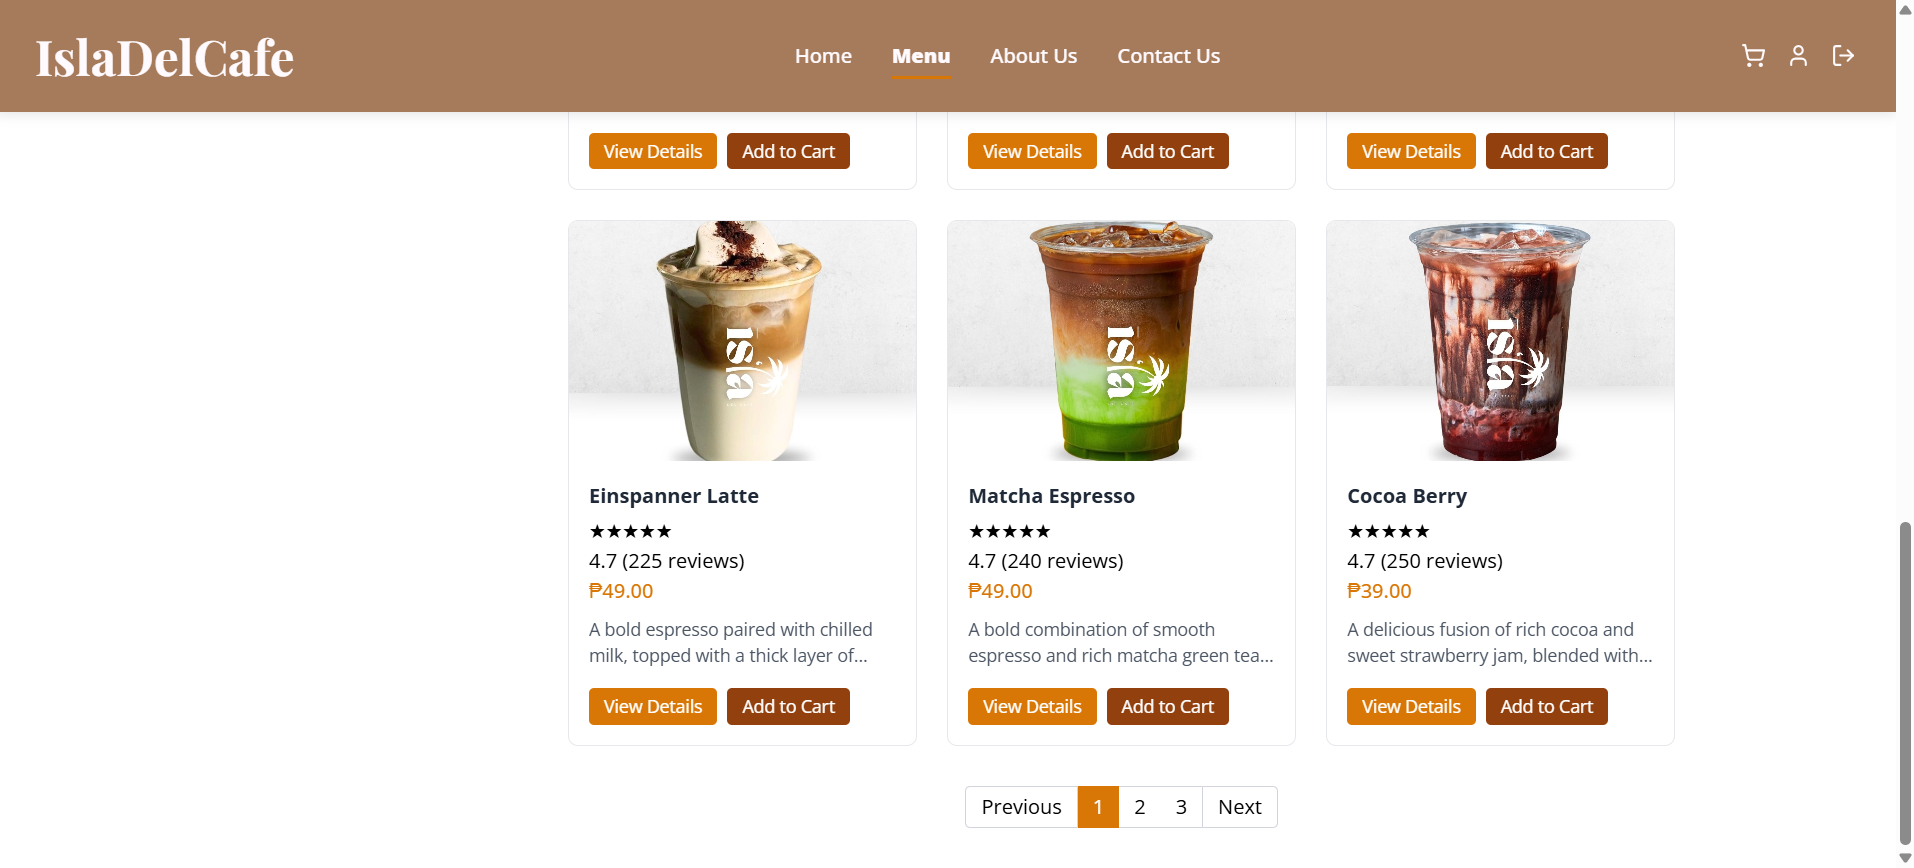 IslaDelCafe
Home Menu About Us Contact Us
View Details Add to Cart View Details Add to Cart View Details Add to Cart
isla
isla
isla
Einspanner Latte
★★★★★
4.7 (225 reviews)
₱49.00
A bold espresso paired with chilled
milk, topped with a thick layer of...
View Details Add to Cart
Matcha Espresso
★★★★★
4.7 (240 reviews)
₱49.00
A bold combination of smooth
espresso and rich matcha green tea...
View Details Add to Cart
Cocoa Berry
★★★★★
4.7 (250 reviews)
₱39.00
A delicious fusion of rich cocoa and
sweet strawberry jam, blended with...
View Details Add to Cart
Previous 1 2 3 Next